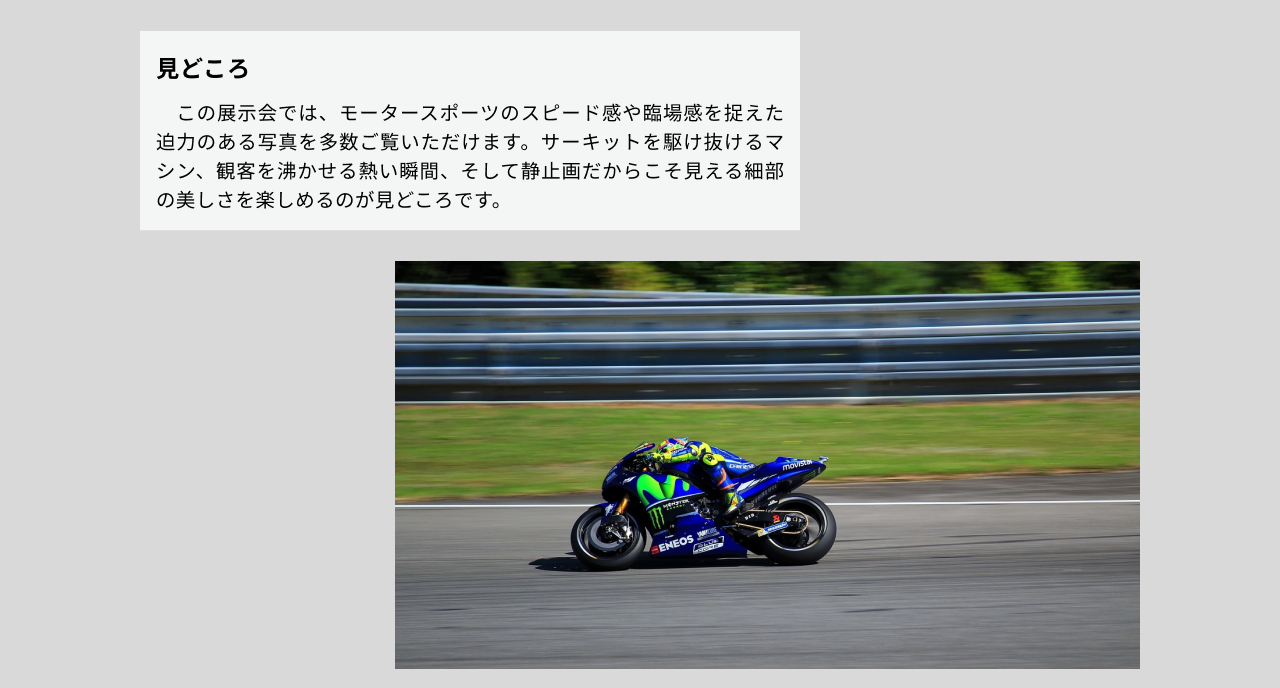 見どころ
　この展示会では、モータースポーツのスピード感や臨場感を捉えた
迫力のある写真を多数ご覧いただけます。サーキットを駆け抜けるマ
シン、観客を沸かせる熱い瞬間、そして静止画だからこそ見える細部
の美しさを楽しめるのが見どころです。
movistar
MONSTER
ENEOS